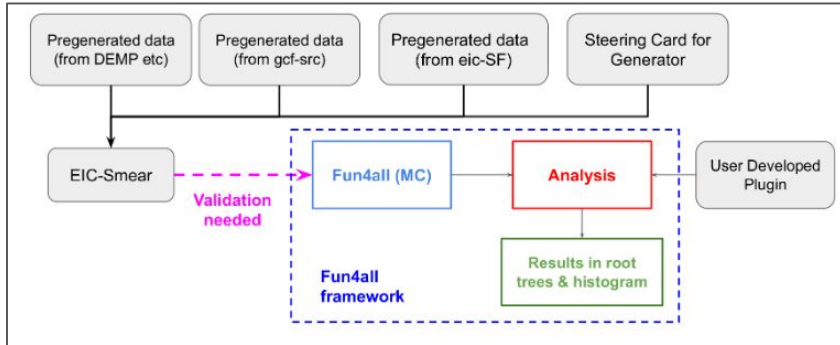 Pregenerated data
(from DEMP etc)
Pregenerated data
(from gcf-src)
Pregenerated data
(from eic-SF)
Steering Card for
Generator
EIC-Smear
Validation
needed
Fun4all (MC)
Analysis
User Developed
Plugin
Results in root
trees & histogram
Fun4all
framework